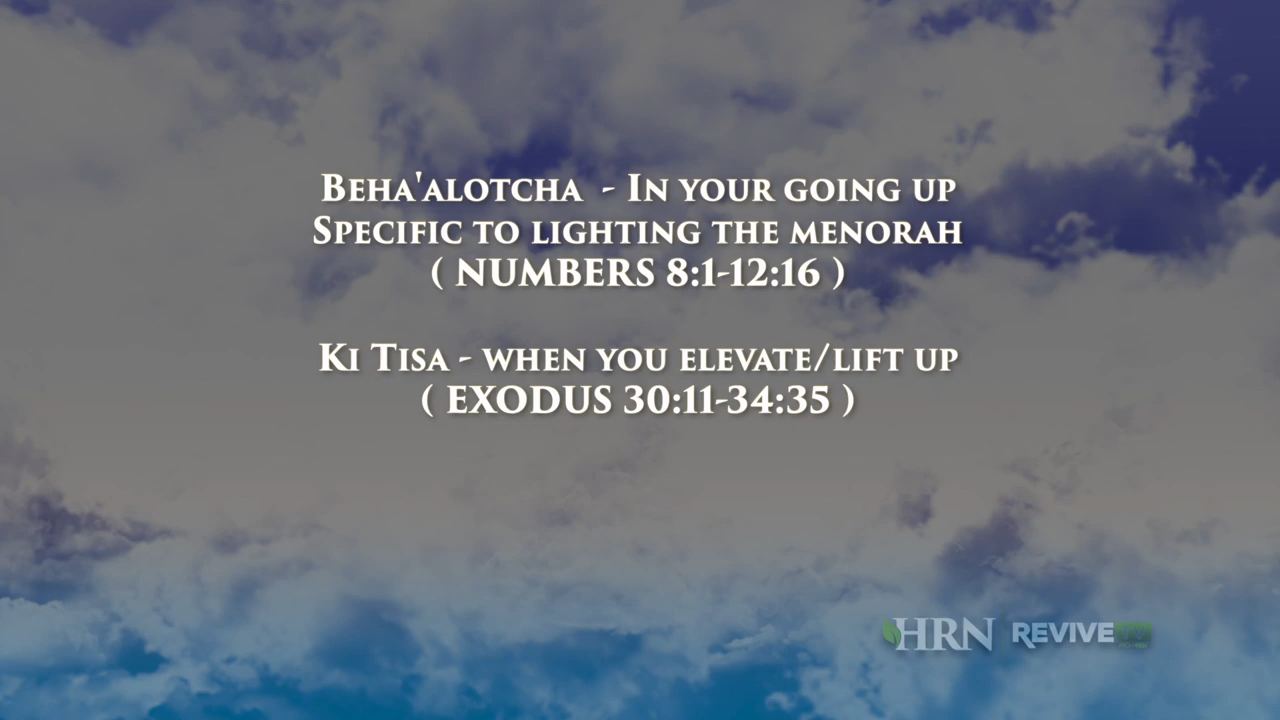 Beha'alotcha - In your going up
Specific to lighting the menorah
( NUMBERS 8:1-12:16 )
Ki Tisa - when you elevate/lift up
( EXODUS 30:11-34:35 )
HRN REVIVE TV